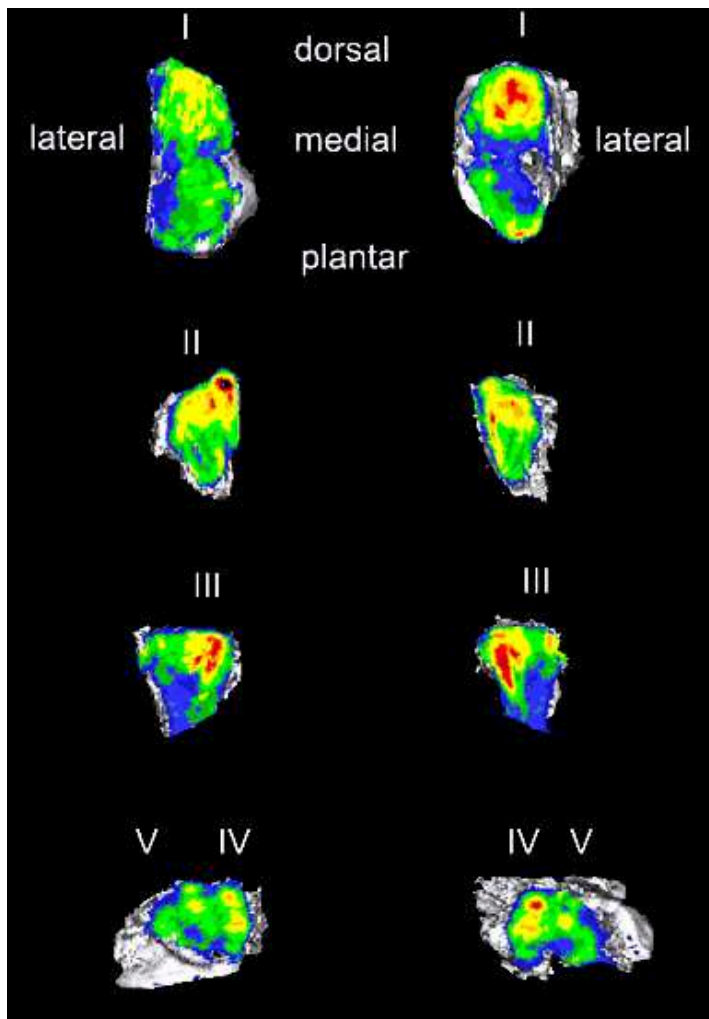 I I
dorsal
lateral medial lateral
plantar
II II
III III
V IV IV V